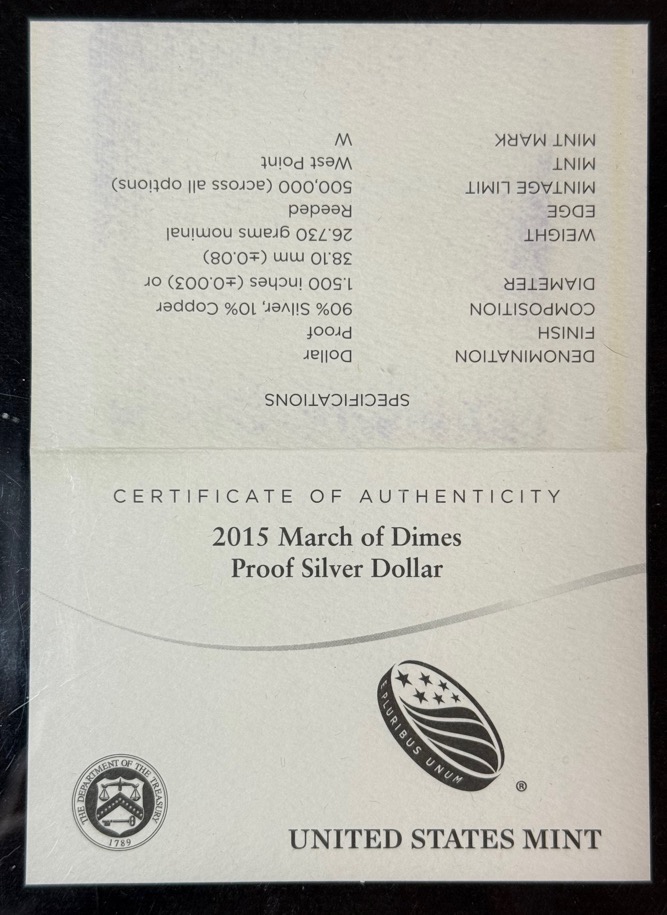 SPECIFICATIONS
DENOMINATION Dollar
FINISH Proof
COMPOSITION 90% Silver, 10% Copper
DIAMETER 1.500 inches (±0.003) or
38.10 mm (±0.08)
WEIGHT 26.730 grams nominal
EDGE Reeded
MINTAGE LIMIT 500,000 (across all options)
MINT West Point
MINT MARK W
CERTIFICATE OF AUTHENTICITY
2015 March of Dimes
Proof Silver Dollar
E PLURIBUS UNUM
®
THE DEPARTMENT OF THE TREASURY
1789
UNITED STATES MINT